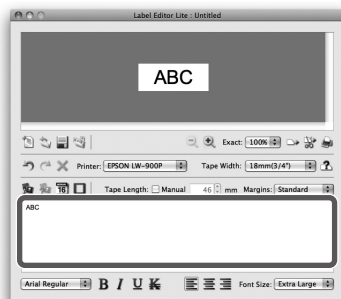 Label Editor Lite : Untitled
ABC
Exact: 100%
Printer: EPSON LW-900P Tape Width: 18mm(3/4")
16 Tape Length: Manual 46 mm Margins: Standard
ABC
Arial Regular B I U K Font Size: Extra Large